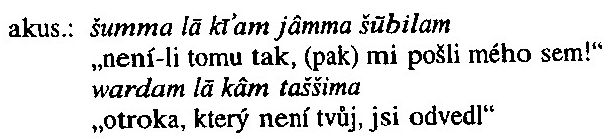 akus.: šumma lā kī’am jâmma šūbilam
„není-li tomu tak, (pak) mi pošli mého sem!“
wardam lā kâm taššima
„otroka, který není tvůj, jsi odvedl“